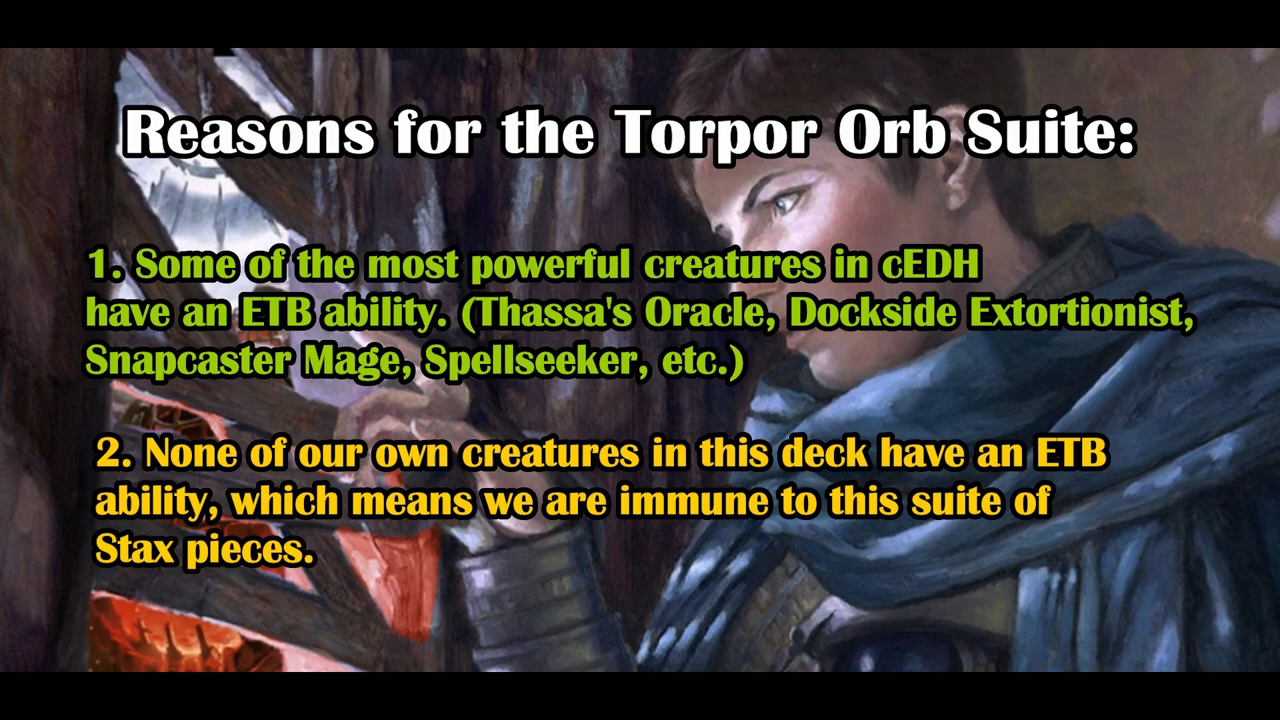 Reasons for the Torpor Orb Suite:
1. Some of the most powerful creatures in cEDH
have an ETB ability. (Thassa's Oracle, Dockside Extortionist,
Snapcaster Mage, Spellseeker, etc.)
2. None of our own creatures in this deck have an ETB
ability, which means we are immune to this suite of
Stax pieces.